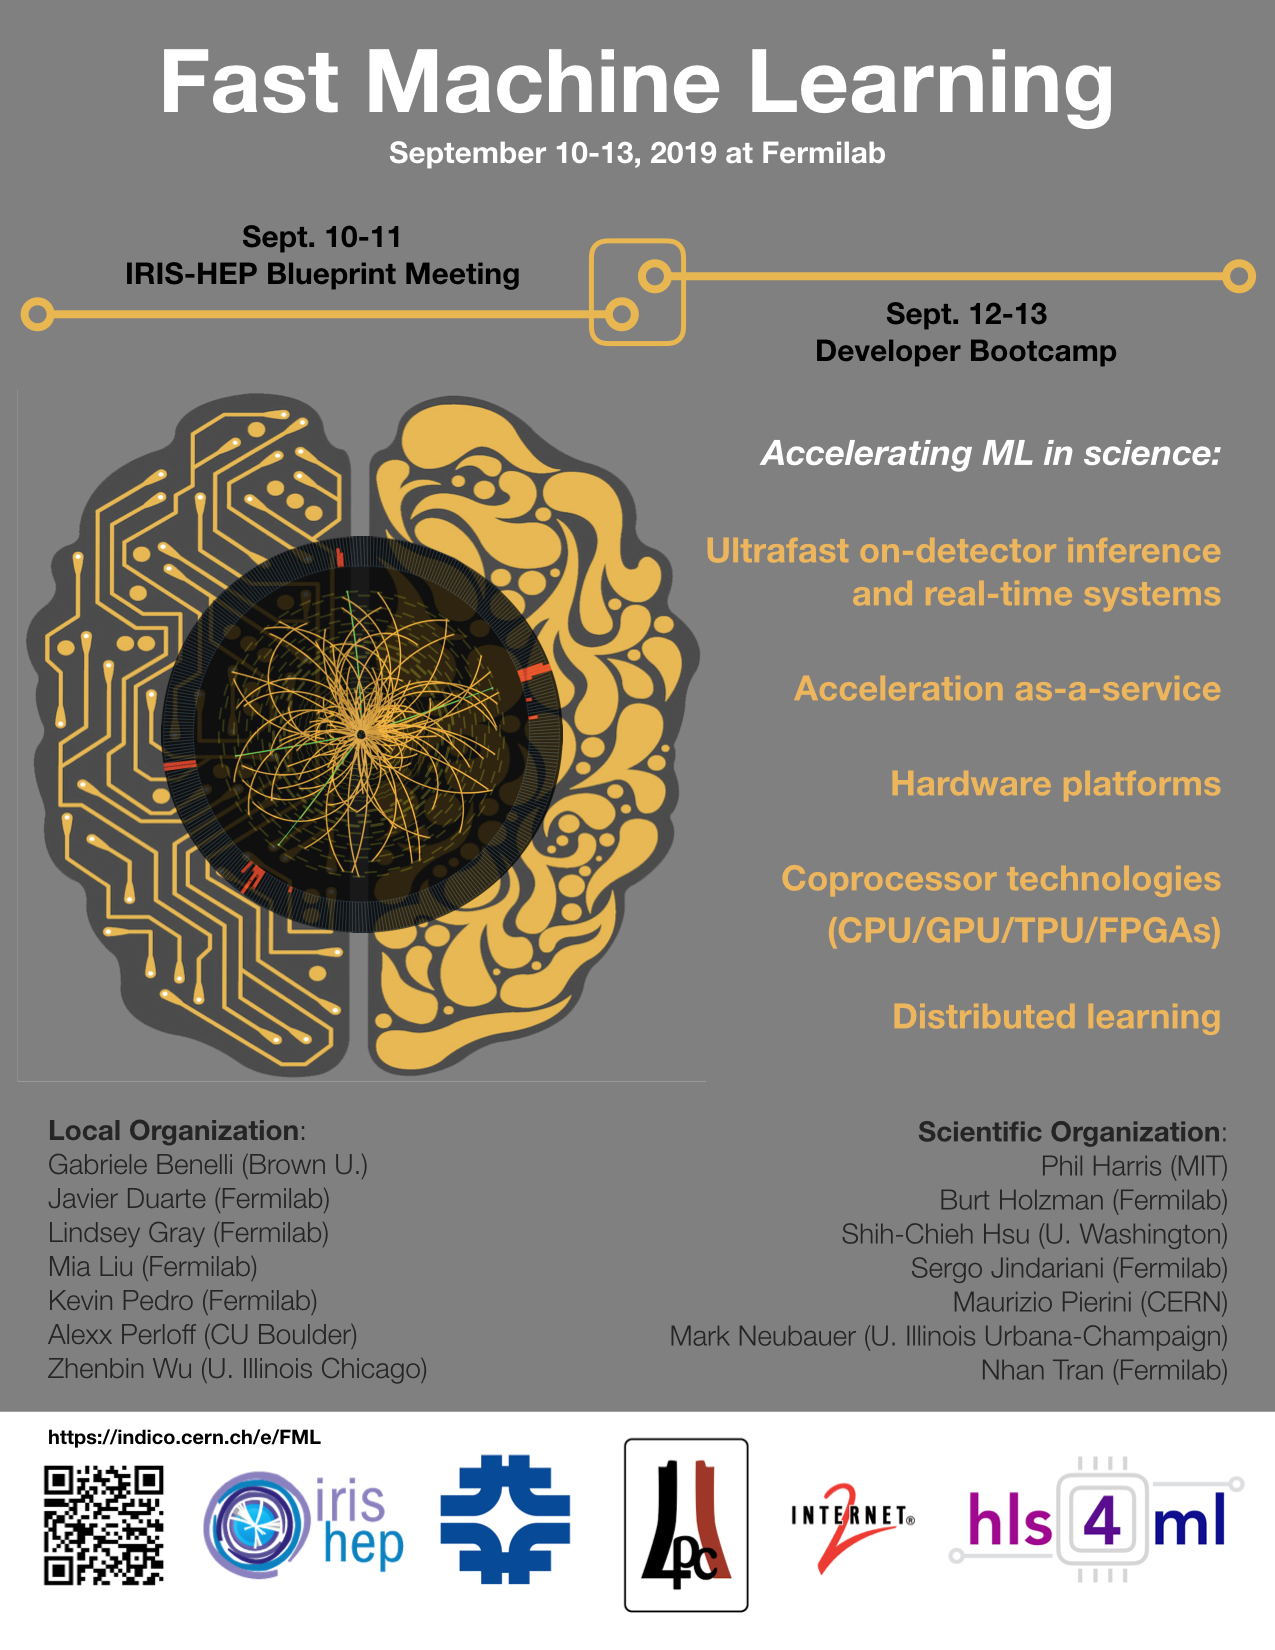 Fast Machine Learning
September 10-13, 2019 at Fermilab
Sept. 10-11
IRIS-HEP Blueprint Meeting
Sept. 12-13
Developer Bootcamp
Accelerating ML in science:
Ultrafast on-detector inference
and real-time systems
Acceleration as-a-service
Hardware platforms
Coprocessor technologies
(CPU/GPU/TPU/FPGAs)
Distributed learning
Local Organization:
Gabriele Benelli (Brown U.)
Javier Duarte (Fermilab)
Lindsey Gray (Fermilab)
Mia Liu (Fermilab)
Kevin Pedro (Fermilab)
Alexx Perloff (CU Boulder)
Zhenbin Wu (U. Illinois Chicago)
Scientific Organization:
Phil Harris (MIT)
Burt Holzman (Fermilab)
Shih-Chieh Hsu (U. Washington)
Sergo Jindariani (Fermilab)
Maurizio Pierini (CERN)
Mark Neubauer (U. Illinois Urbana-Champaign)
Nhan Tran (Fermilab)
https://indico.cern.ch/e/FML
iris
hep
lpc
INTERNET2®
hls4ml